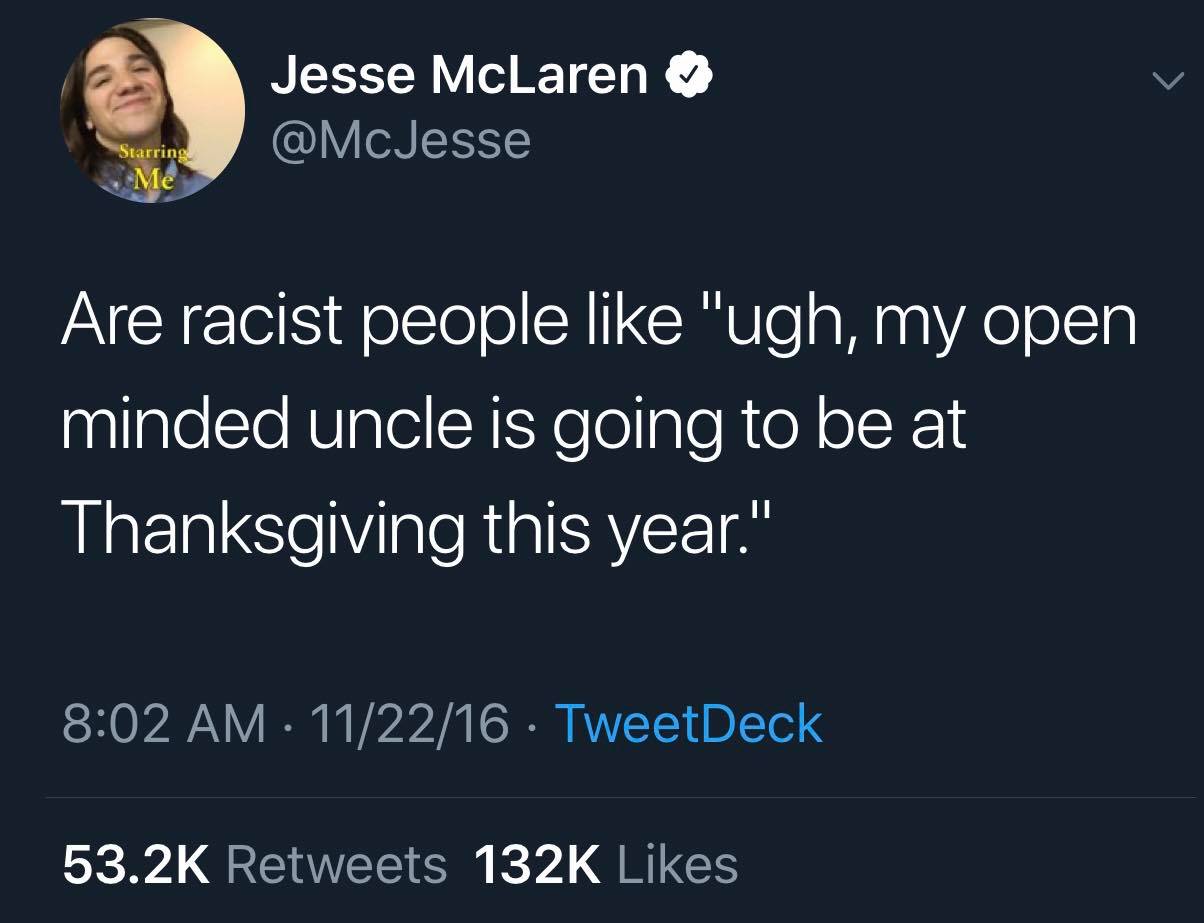 Jesse McLaren
@McJesse
Starring
Me
Are racist people like "ugh, my open
minded uncle is going to be at
Thanksgiving this year."
8:02 AM · 11/22/16 · TweetDeck
53.2K Retweets 132K Likes